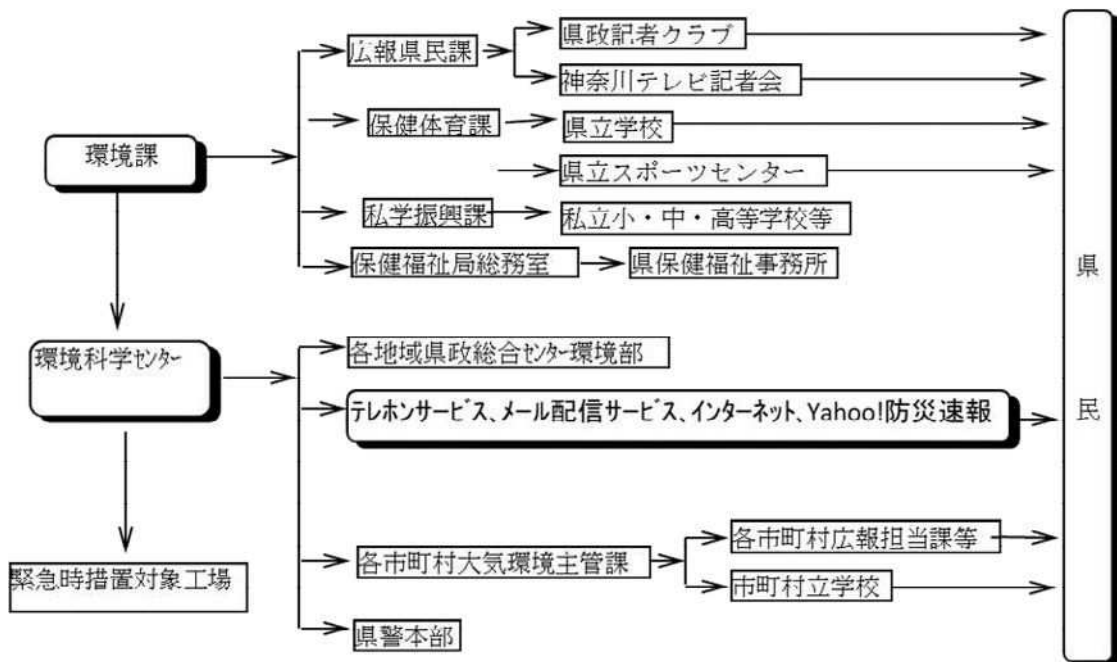 県政記者クラブ
広報県民課
神奈川テレビ記者会
保健体育課
県立学校
環境課
県立スポーツセンター
私学振興課
私立小・中・高等学校等
保健福祉局総務室
県保健福祉事務所
県民
環境科学センター
各地域県政総合センター環境部
テレホンサービス、メール配信サービス、インターネット、Yahoo!防災速報
各市町村大気環境主管課
各市町村広報担当課等
市町村立学校
緊急時措置対象工場
県警本部